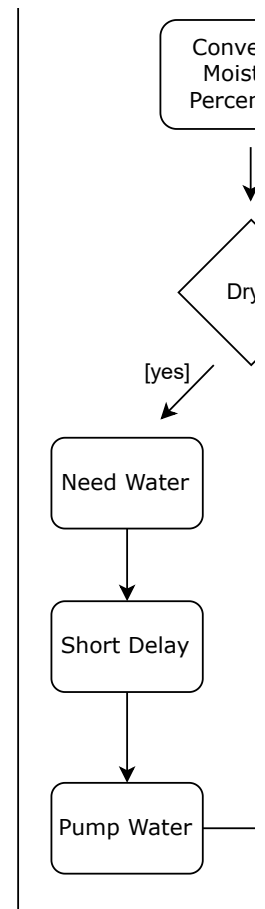 Conve
Moist
Percen
Dry
[yes]
Need Water
Short Delay
Pump Water